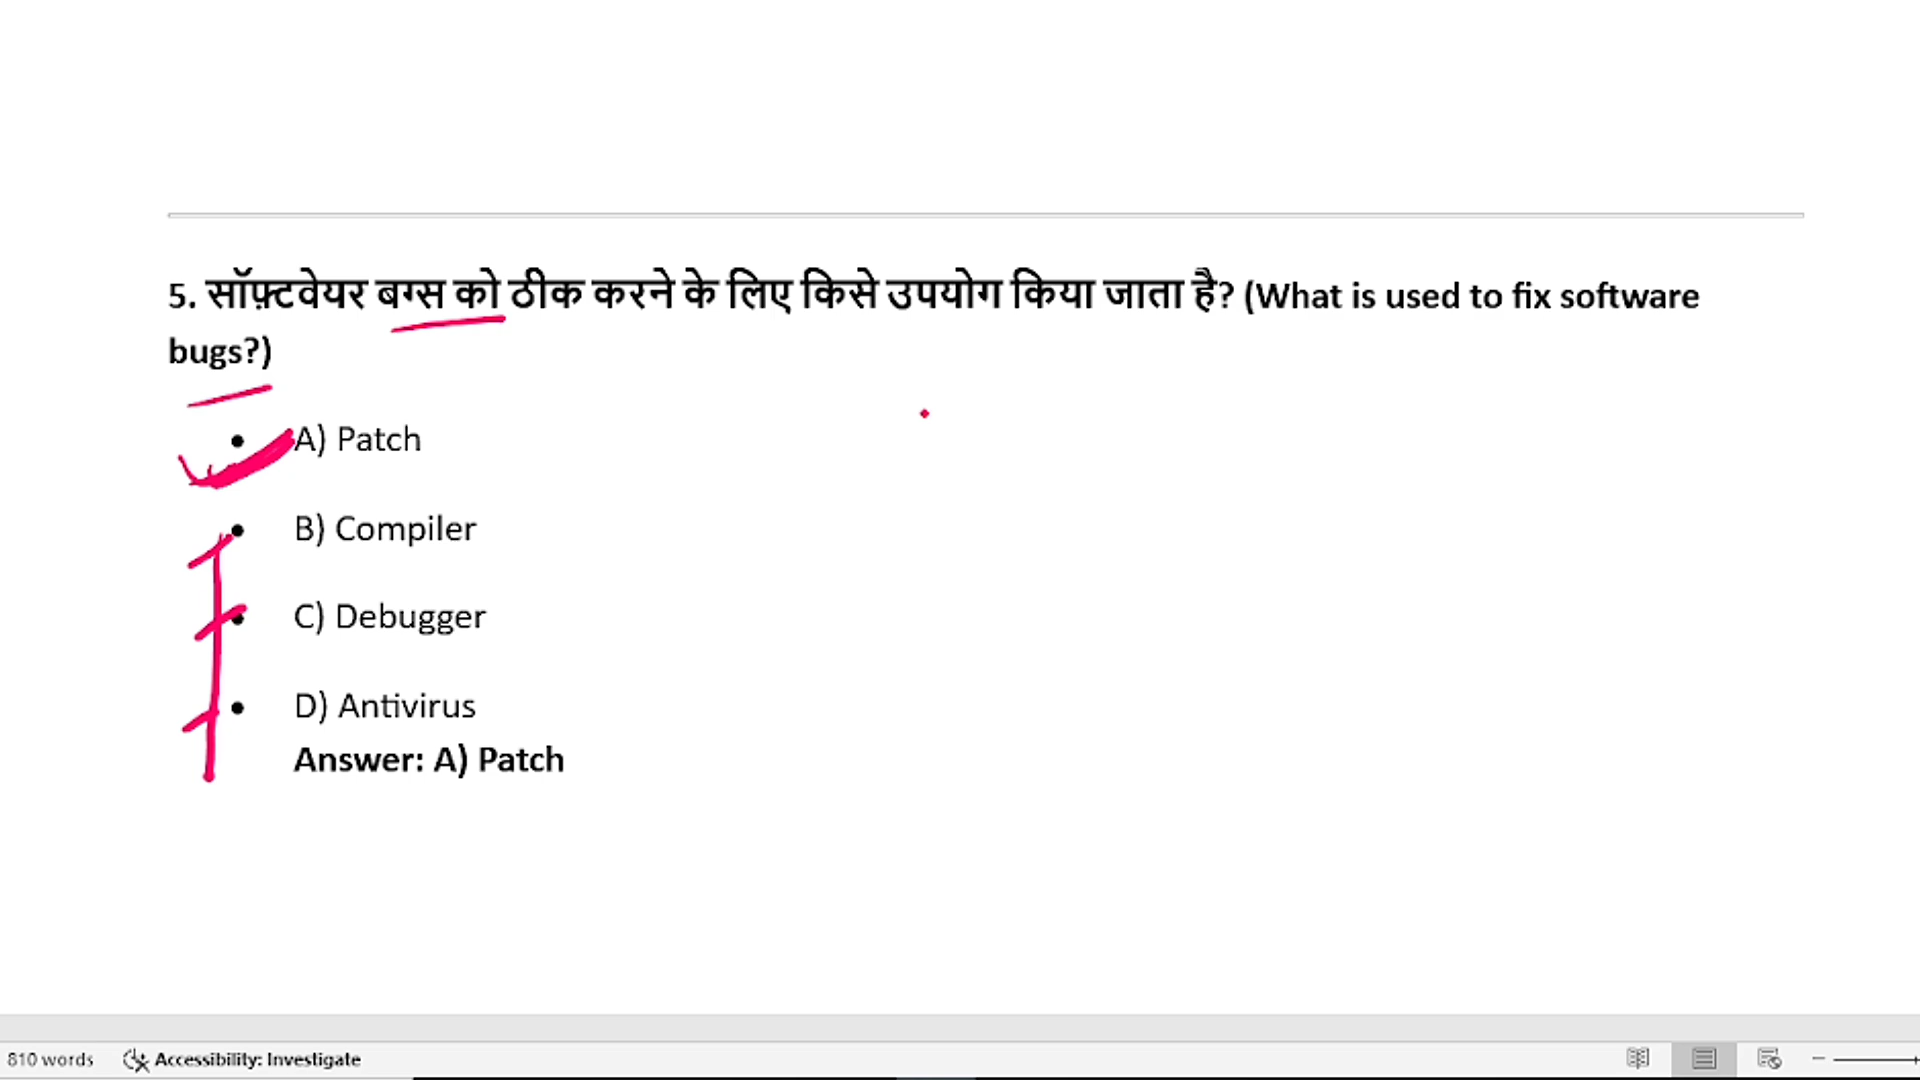 5. सॉफ़्टवेयर बग्स को ठीक करने के लिए किसे उपयोग किया जाता है? (What is used to fix software
bugs?)
A) Patch
B) Compiler
C) Debugger
D) Antivirus
Answer: A) Patch
810 words Accessibility: Investigate